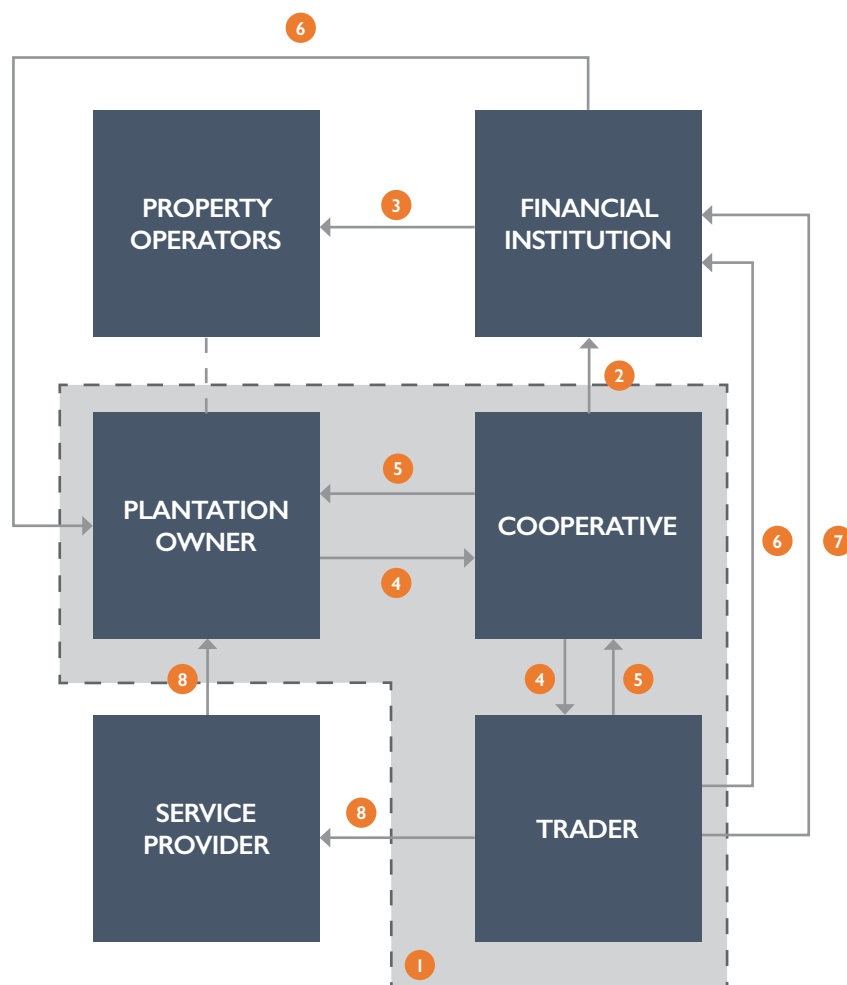 6
PROPERTY
OPERATORS
3
FINANCIAL
INSTITUTION
2
PLANTATION
OWNER
5
4
COOPERATIVE
6
7
8
4
5
SERVICE
PROVIDER
8
TRADER
1